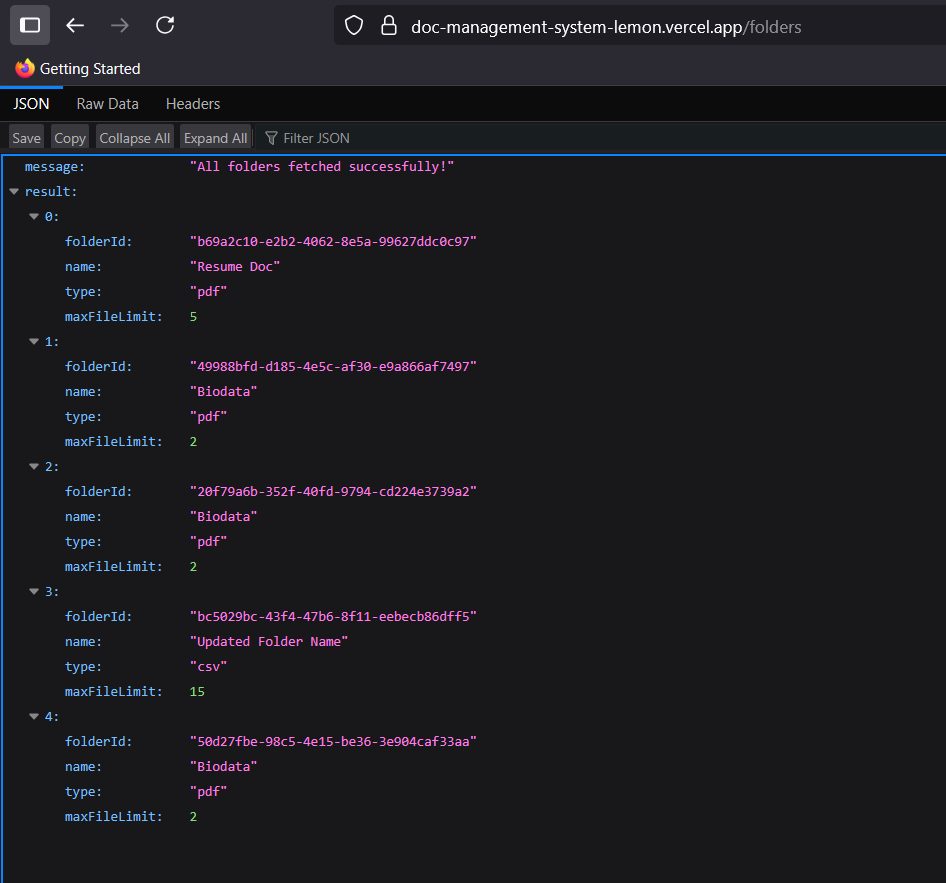 doc-management-system-lemon.vercel.app/folders
Getting Started
JSON Raw Data Headers
Save Copy Collapse All Expand All Filter JSON
message: "All folders fetched successfully!"
result:
0:
folderId: "b69a2c10-e2b2-4062-8e5a-99627ddc0c97"
name: "Resume Doc"
type: "pdf"
maxFileLimit: 5
1:
folderId: "49988bfd-d185-4e5c-af30-e9a866af7497"
name: "Biodata"
type: "pdf"
maxFileLimit: 2
2:
folderId: "20f79a6b-352f-40fd-9794-cd224e3739a2"
name: "Biodata"
type: "pdf"
maxFileLimit: 2
3:
folderId: "bc5029bc-43f4-47b6-8f11-eebecb86dff5"
name: "Updated Folder Name"
type: "csv"
maxFileLimit: 15
4:
folderId: "50d27fbe-98c5-4e15-be36-3e904caf33aa"
name: "Biodata"
type: "pdf"
maxFileLimit: 2